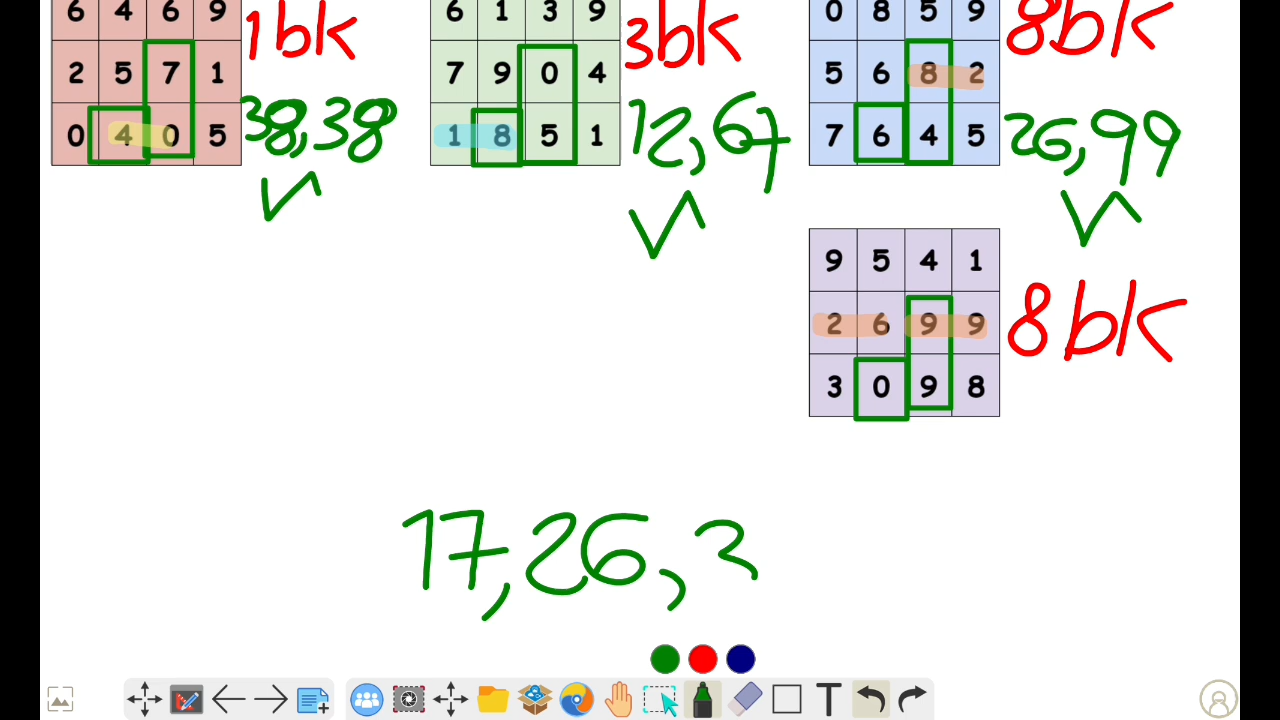 6 4 6 9
2 5 7 1
0 4 0 5
1bk
38,38
6 1 3 9
7 9 0 4
1 8 5 1
3bk
12,67
0 8 5 9
5 6 8 2
7 6 4 5
8bk
26,99
9 5 4 1
2 6 9 9
3 0 9 8
8bk
17,26,
T